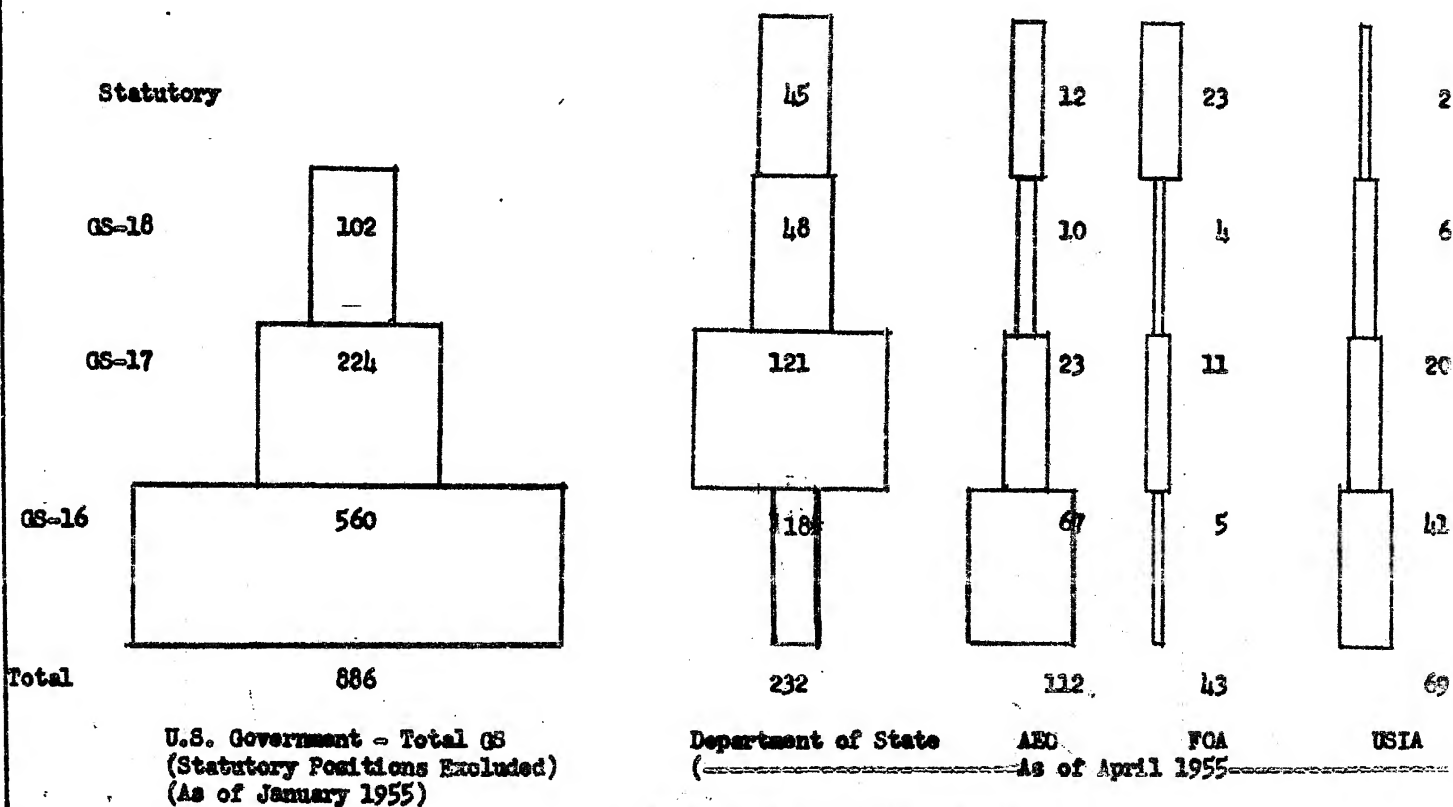 Statutory 45 12 23 2
GS-18 102 48 10 4 6
GS-17 224 121 23 11 20
GS-16 560 18 67 5 41
Total 886 232 112 43 69
U.S. Government - Total GS Department of State AEC FOA USIA
(Statutory Positions Excluded) (--------------------As of April 1955--------------------
(As of January 1955)